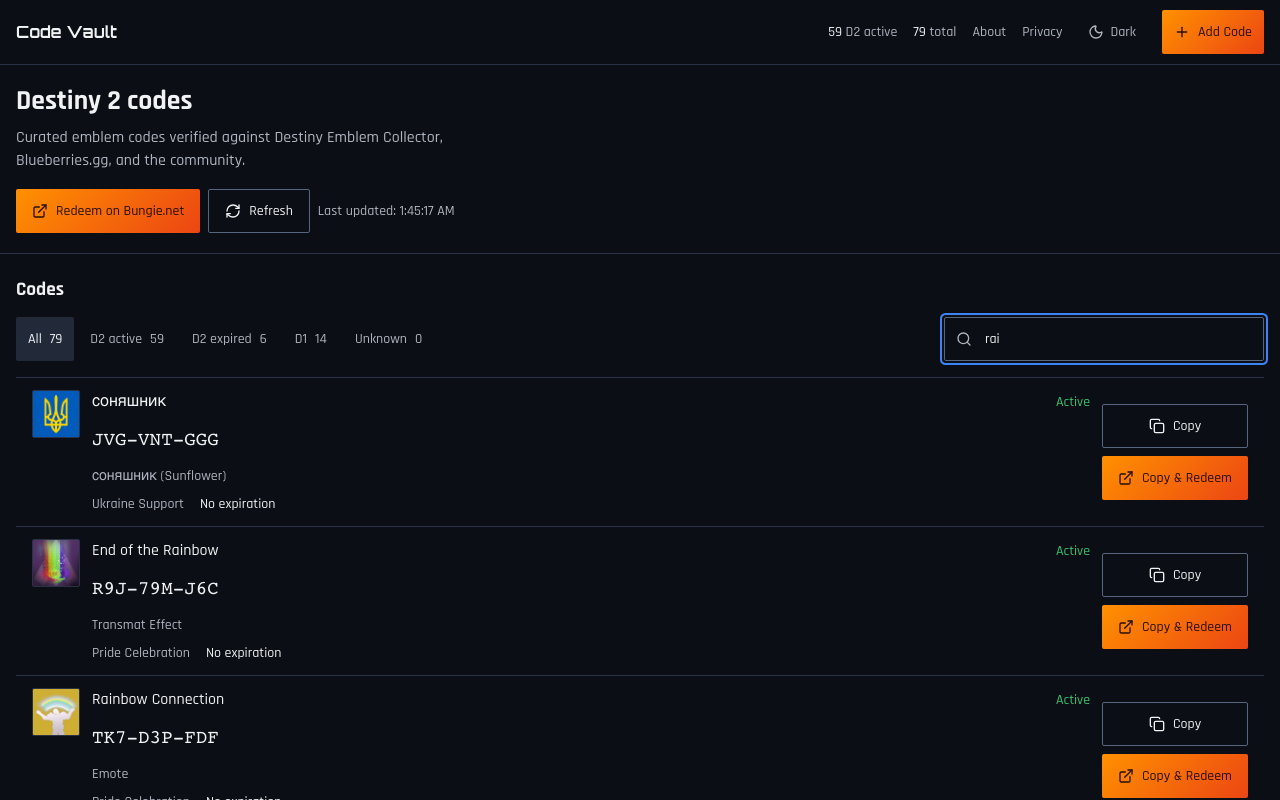 Code Vault
59 D2 active 79 total About Privacy Dark Add Code
Destiny 2 codes
Curated emblem codes verified against Destiny Emblem Collector,
Blueberries.gg, and the community.
Redeem on Bungie.net Refresh Last updated: 1:45:17 AM
Codes
All 79 D2 active 59 D2 expired 6 D1 14 Unknown 0 rai
соняшник Active
JVG-VNT-GGG Copy
соняшник (Sunflower) Copy & Redeem
Ukraine Support No expiration
End of the Rainbow Active
R9J-79M-J6C Copy
Transmat Effect Copy & Redeem
Pride Celebration No expiration
Rainbow Connection Active
TK7-D3P-FDF Copy
Emote Copy & Redeem
Pride Celebration No expiration